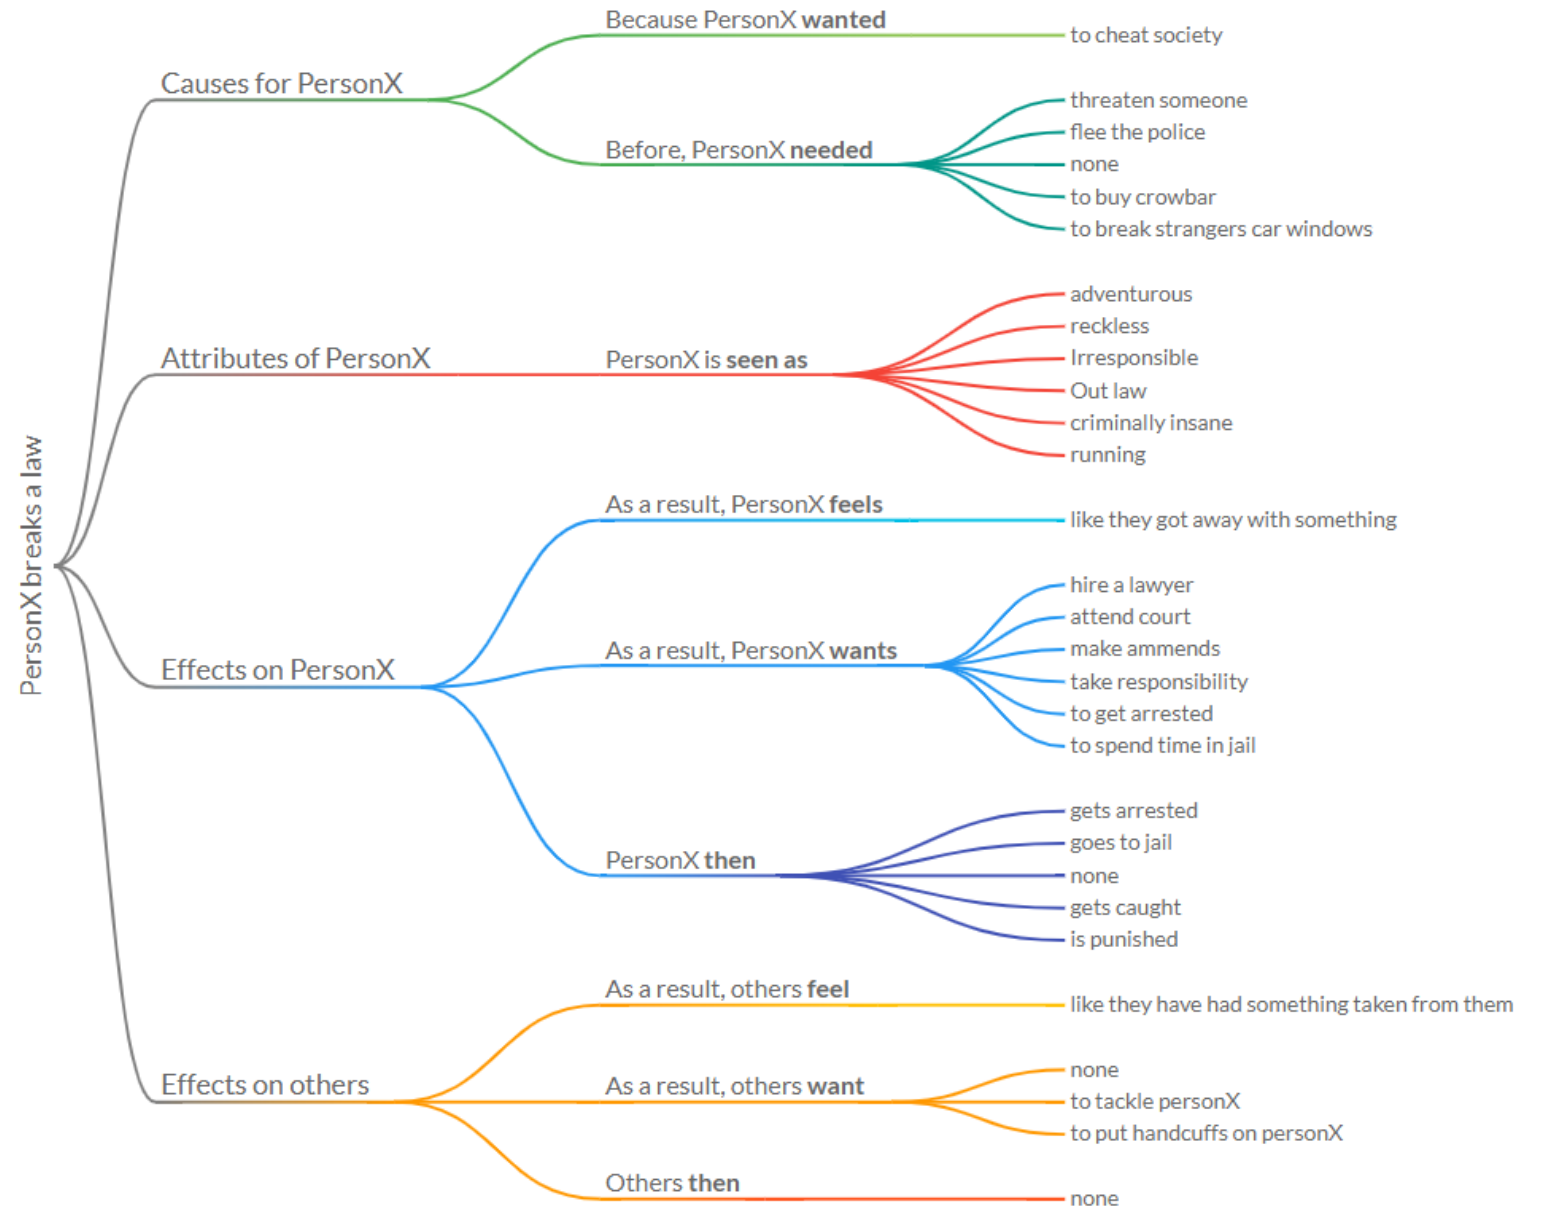 PersonX breaks a law
Causes for PersonX
Because PersonX wanted
to cheat society
Before, PersonX needed
threaten someone
flee the police
none
to buy crowbar
to break strangers car windows
Attributes of PersonX
PersonX is seen as
adventurous
reckless
Irresponsible
Out law
criminally insane
running
Effects on PersonX
As a result, PersonX feels
like they got away with something
As a result, PersonX wants
hire a lawyer
attend court
make ammends
take responsibility
to get arrested
to spend time in jail
PersonX then
gets arrested
goes to jail
none
gets caught
is punished
Effects on others
As a result, others feel
like they have had something taken from them
As a result, others want
none
to tackle personX
to put handcuffs on personX
Others then
none